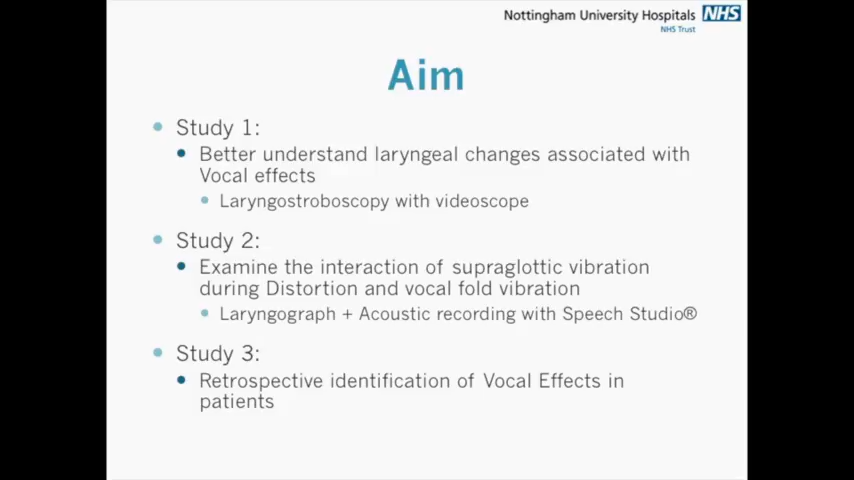 Nottingham University Hospitals NHS
NHS Trust
Aim
Study 1:
Better understand laryngeal changes associated with
Vocal effects
Laryngostroboscopy with videoscope
Study 2:
Examine the interaction of supraglottic vibration
during Distortion and vocal fold vibration
Laryngograph + Acoustic recording with Speech Studio®
Study 3:
Retrospective identification of Vocal Effects in
patients